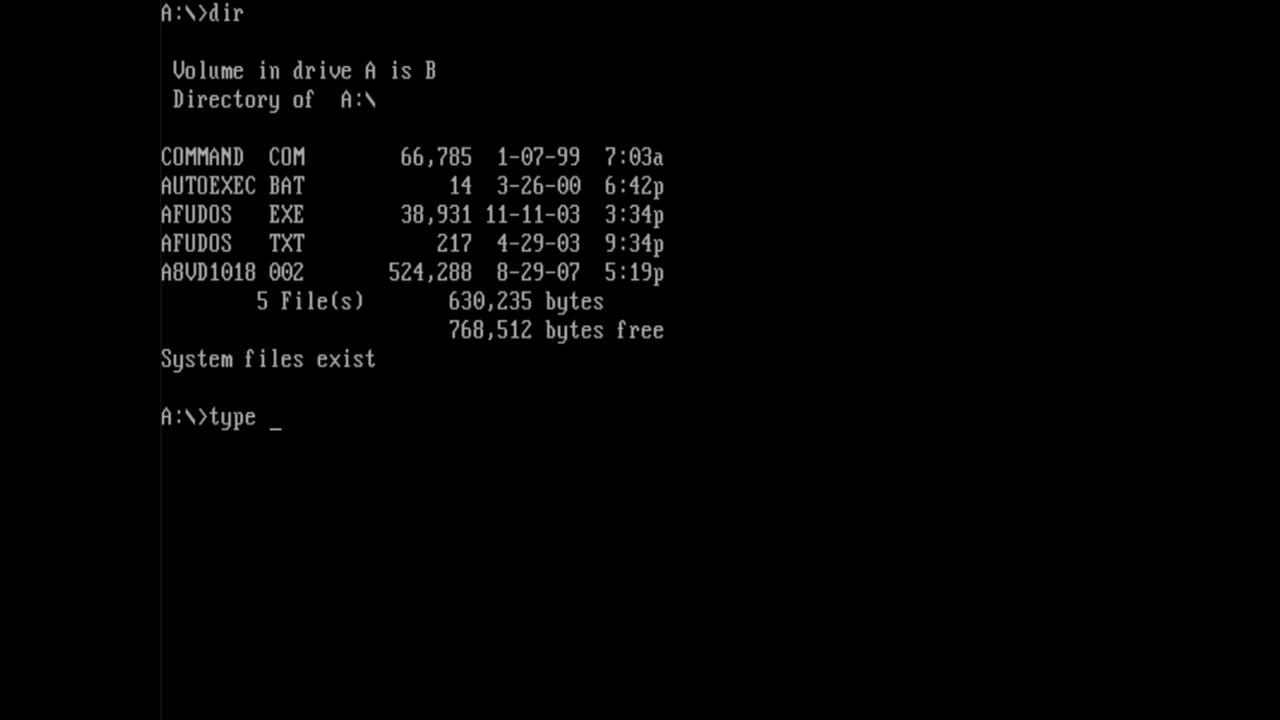 A:\>dir
Volume in drive A is B
Directory of  A:\
COMMAND  COM        66,785  1-07-99  7:03a
AUTOEXEC BAT            14  3-26-00  6:42p
AFUDOS   EXE        38,931 11-11-03  3:34p
AFUDOS   TXT           217  4-29-03  9:34p
A8VD1018 002       524,288  8-29-07  5:19p
        5 File(s)       630,235 bytes
                        768,512 bytes free
System files exist
A:\>type _